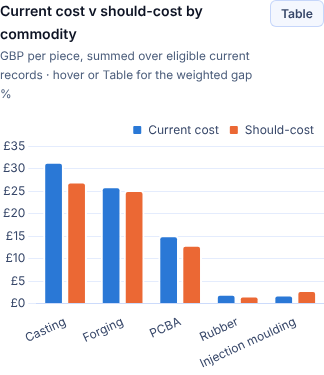 Current cost v should-cost by
commodity
Table
GBP per piece, summed over eligible current
records · hover or Table for the weighted gap
%
Current cost
Should-cost
£35
£30
£25
£20
£15
£10
£5
£0
Casting
Forging
PCBA
Rubber
Injection moulding